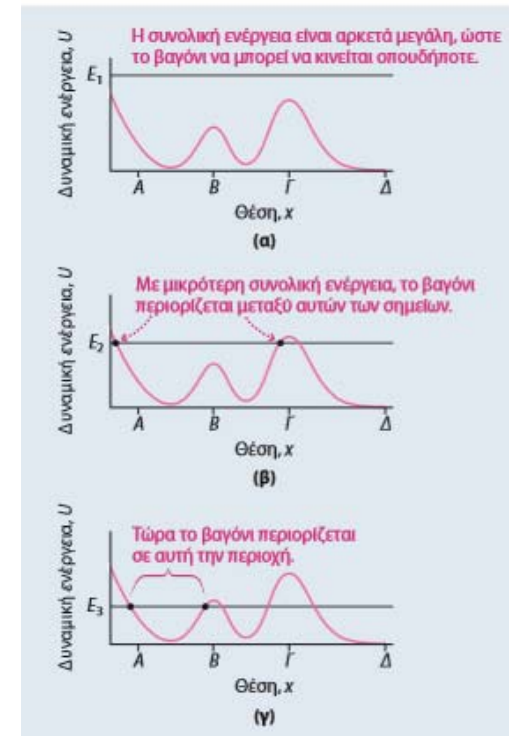 Η συνολική ενέργεια είναι αρκετά μεγάλη, ώστε
το βαγόνι να μπορεί να κινείται οπουδήποτε.
Δυναμική ενέργεια, U
E₁
A B Γ Δ
Θέση, x
(α)
Με μικρότερη συνολική ενέργεια, το βαγόνι
περιορίζεται μεταξύ αυτών των σημείων.
Δυναμική ενέργεια, U
E₂
A B Γ Δ
Θέση, x
(β)
Τώρα το βαγόνι περιορίζεται
σε αυτή την περιοχή.
Δυναμική ενέργεια, U
E₃
A B Γ Δ
Θέση, x
(γ)